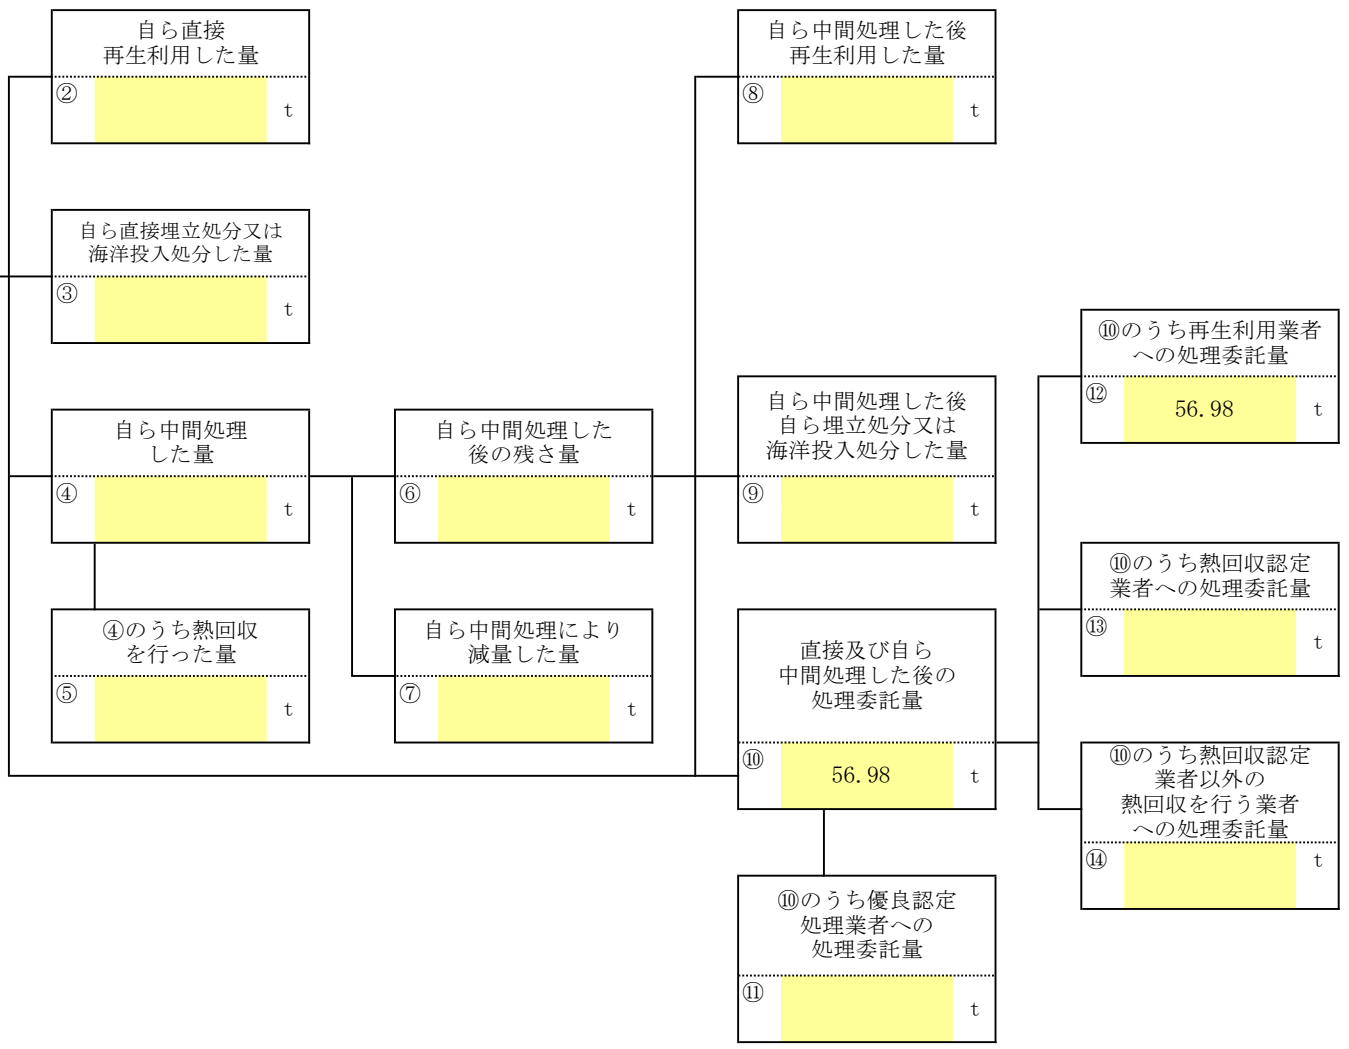 自ら直接
再生利用した量
②
t
自ら中間処理した後
再生利用した量
⑧
t
自ら直接埋立処分又は
海洋投入処分した量
③
t
⑩のうち再生利用業者
への処理委託量
⑫
56.98
t
自ら中間処理
した量
④
t
自ら中間処理した
後の残さ量
⑥
t
自ら中間処理した後
自ら埋立処分又は
海洋投入処分した量
⑨
t
⑩のうち熱回収認定
業者への処理委託量
⑬
t
④のうち熱回収
を行った量
⑤
t
自ら中間処理により
減量した量
⑦
t
直接及び自ら
中間処理した後の
処理委託量
⑩
56.98
t
⑩のうち熱回収認定
業者以外の
熱回収を行う業者
への処理委託量
⑭
t
⑩のうち優良認定
処理業者への
処理委託量
⑪
t